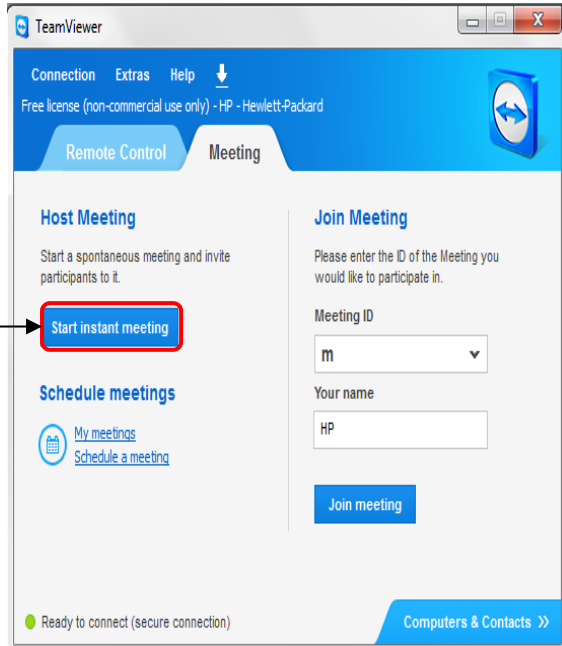 TeamViewer
Connection Extras Help
Free license (non-commercial use only) - HP - Hewlett-Packard
Remote Control Meeting
Host Meeting
Start a spontaneous meeting and invite
participants to it.
Start instant meeting
Schedule meetings
My meetings
Schedule a meeting
Join Meeting
Please enter the ID of the Meeting you
would like to participate in.
Meeting ID
m
Your name
HP
Join meeting
Ready to connect (secure connection)
Computers & Contacts >>